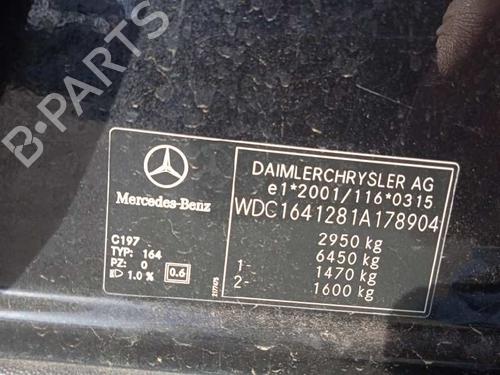 DAIMLERCHRYSLER AG
e1*2001/116*0315
WDC1641281A178904
2950 kg
6450 kg
1- 1470 kg
2- 1600 kg
Mercedes-Benz
C197
TYP: 164
PZ: 0
1.0 % 0.6
B-PARTS